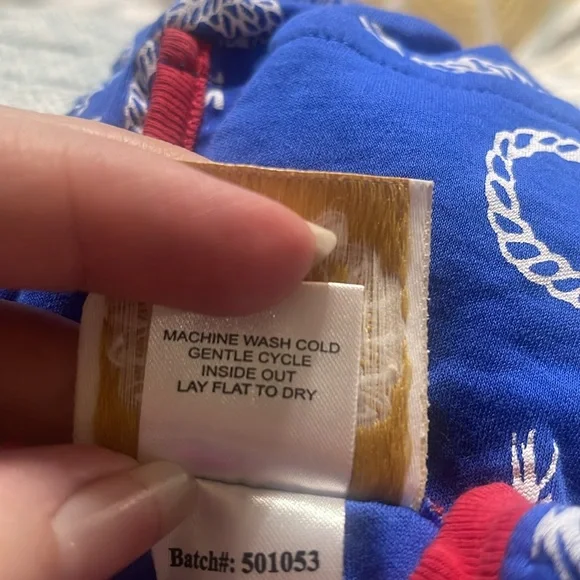 MACHINE WASH COLD
GENTLE CYCLE
INSIDE OUT
LAY FLAT TO DRY
Batch#: 501053